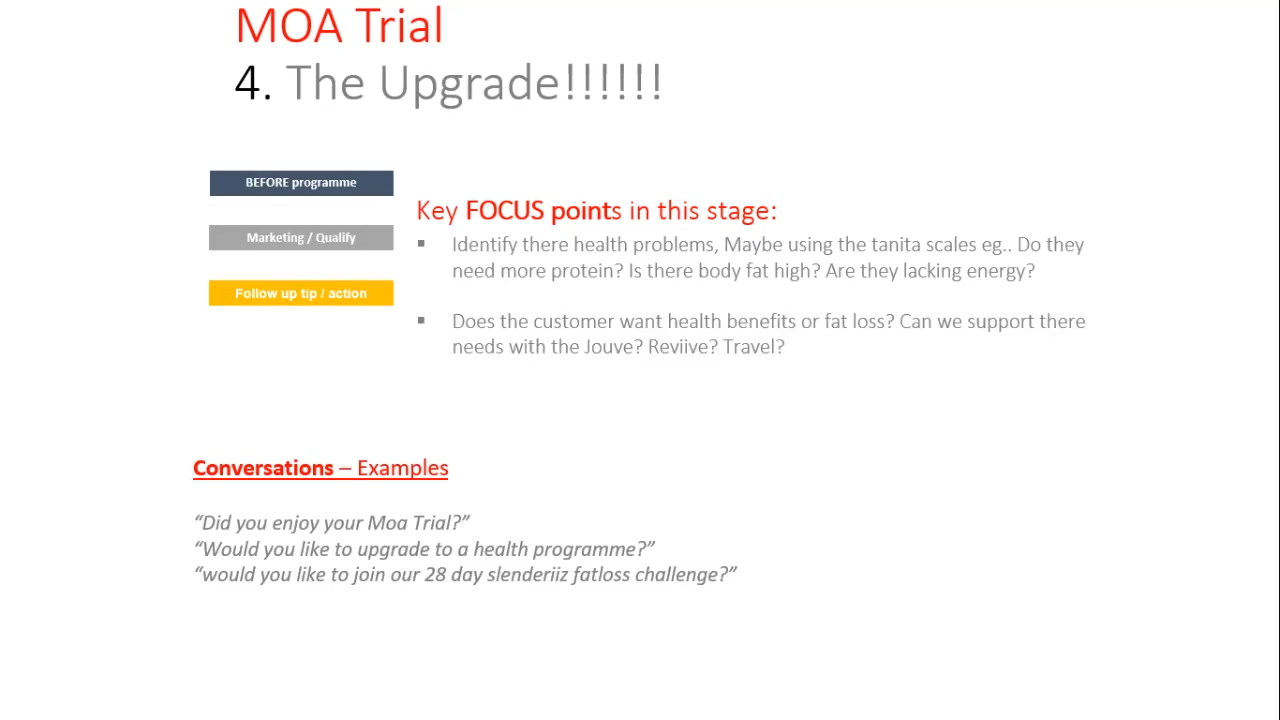 MOA Trial
4. The Upgrade!!!!!!
BEFORE programme
Marketing / Qualify
Follow up tip / action
Key FOCUS points in this stage:
▪ Identify there health problems, Maybe using the tanita scales eg.. Do they
need more protein? Is there body fat high? Are they lacking energy?
▪ Does the customer want health benefits or fat loss? Can we support there
needs with the Jouve? Reviive? Travel?
Conversations – Examples
“Did you enjoy your Moa Trial?”
“Would you like to upgrade to a health programme?”
“would you like to join our 28 day slenderiiz fatloss challenge?”